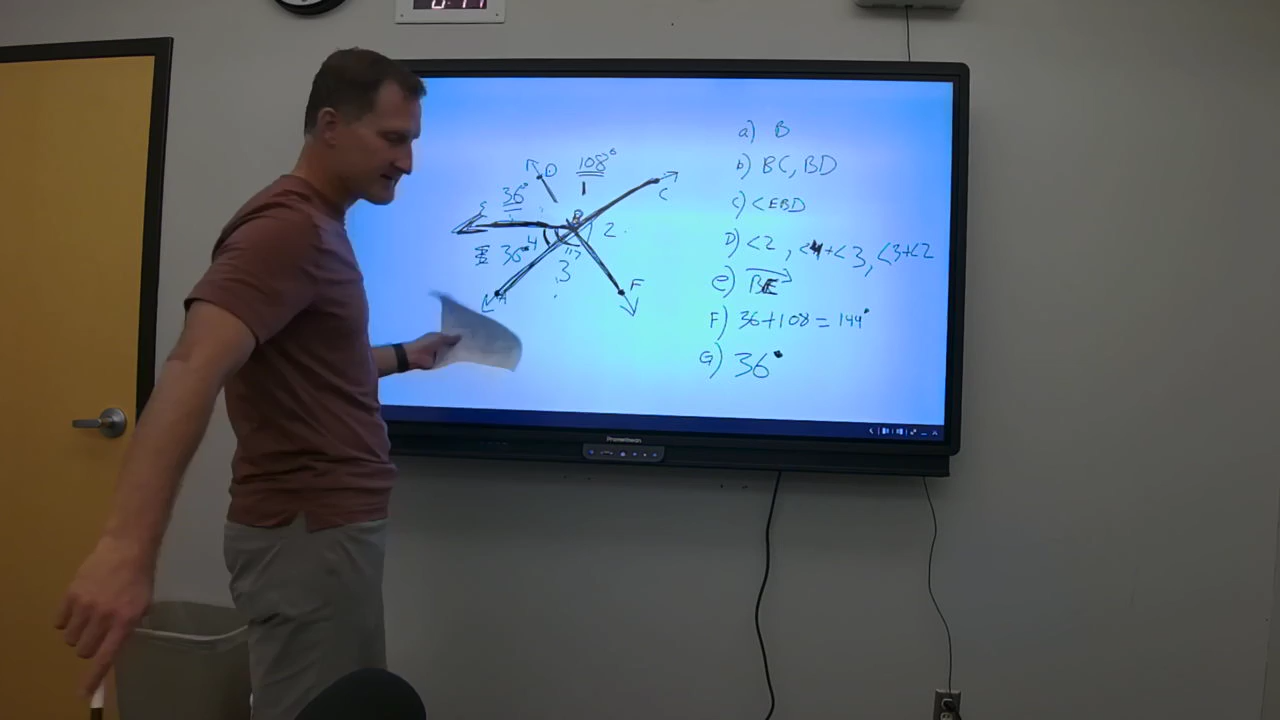 108°
D
1
C
36°
B
2
36° 4
3
F
A
a) B
b) BC, BD
c) <EBD
D) <2, <4+<3, <3+<2
e) BE
F) 36+108=144°
G) 36°
Promethean